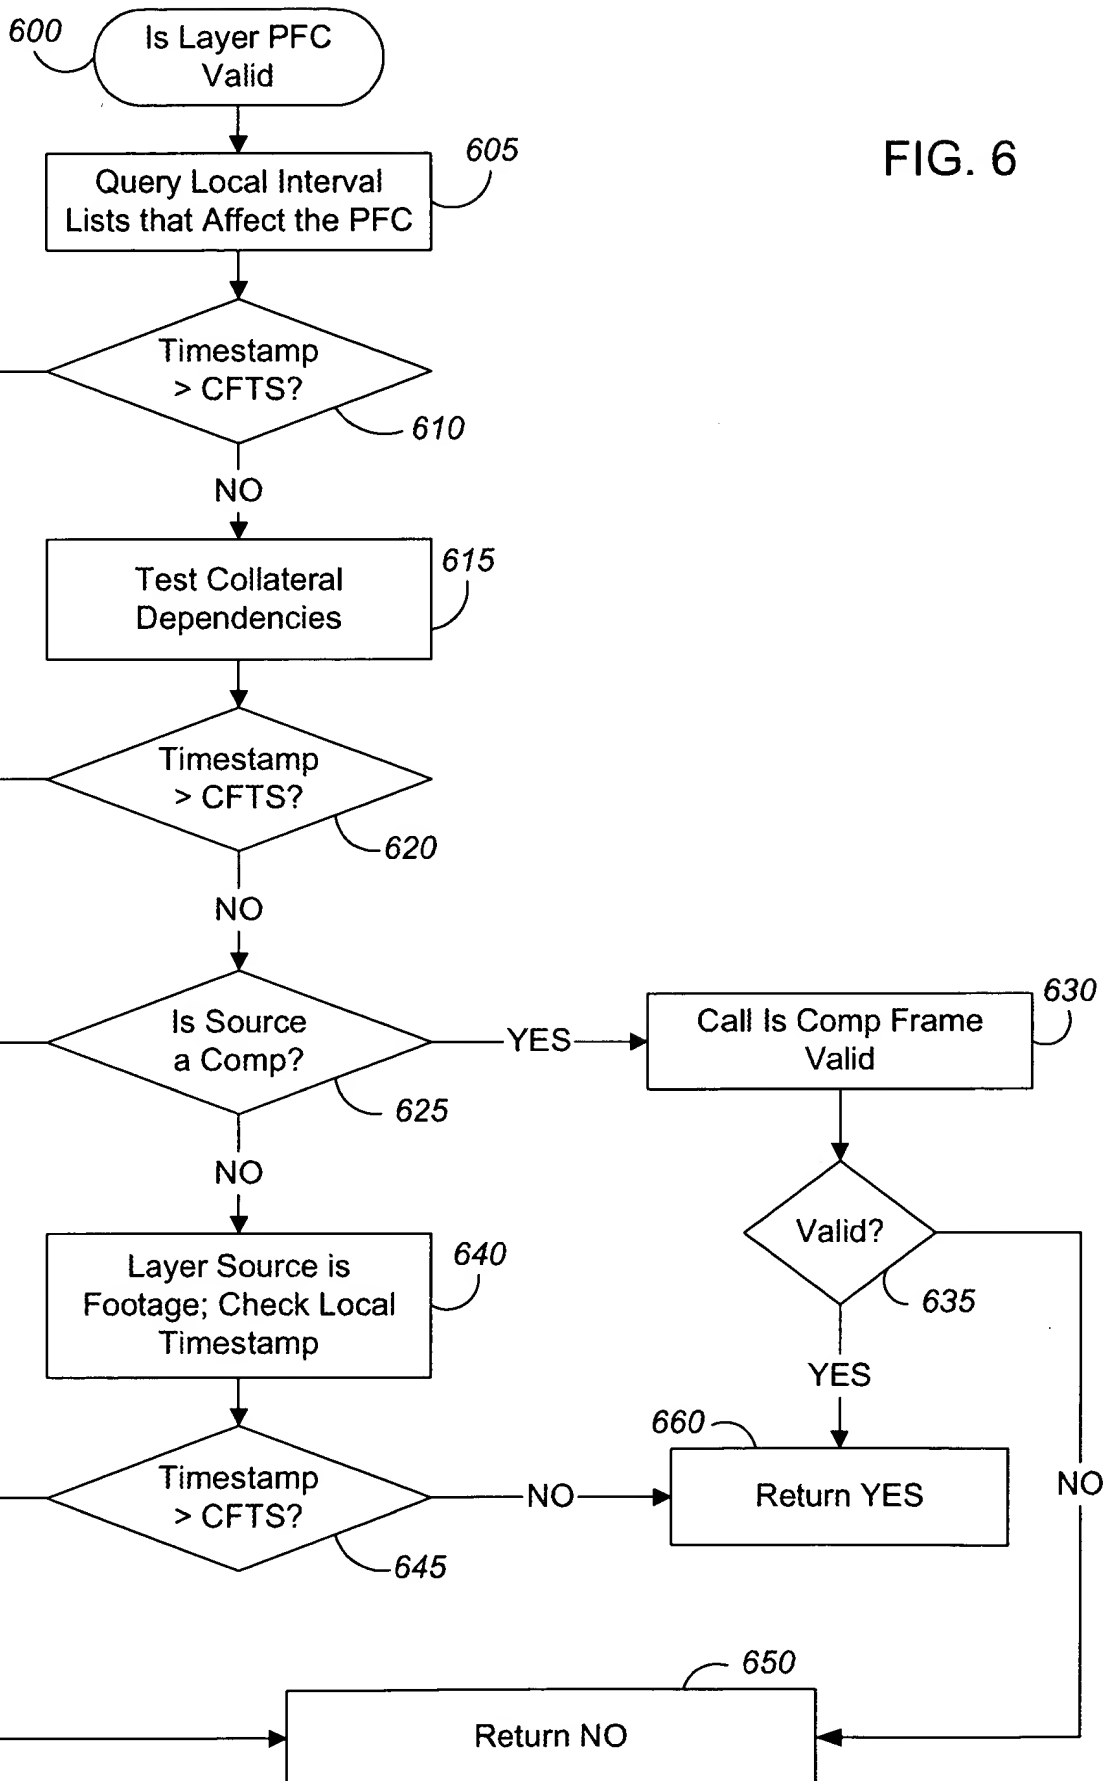 600
Is Layer PFC
Valid
FIG. 6
605
Query Local Interval
Lists that Affect the PFC
Timestamp
> CFTS?
610
NO
615
Test Collateral
Dependencies
Timestamp
> CFTS?
620
NO
Is Source
a Comp?
625
YES
630
Call Is Comp Frame
Valid
NO
Valid?
635
640
Layer Source is
Footage; Check Local
Timestamp
YES
660
Timestamp
> CFTS?
645
NO
Return YES
NO
650
Return NO